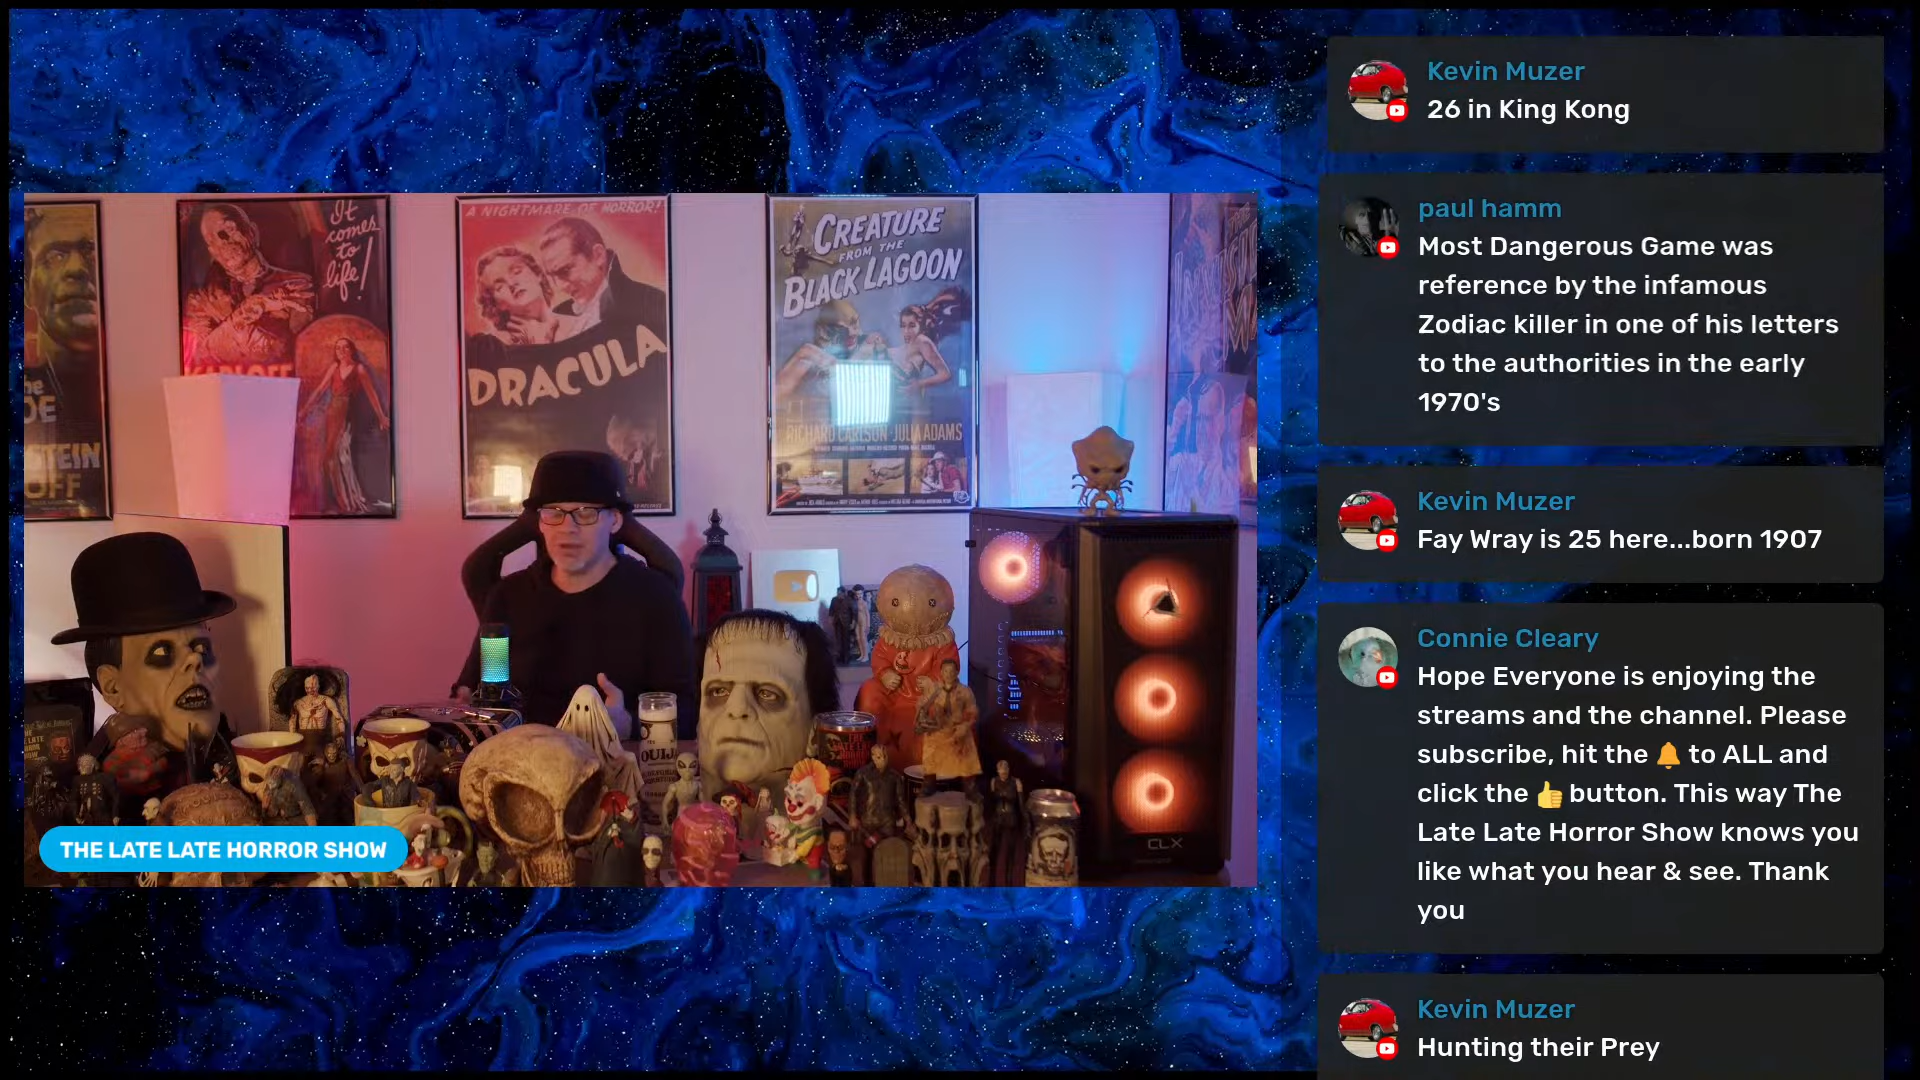 It
comes
to
life!
A NIGHTMARE OF HORROR!
DRACULA
CREATURE
FROM THE
BLACK LAGOON
RICHARD CARLSON · JULIA ADAMS
OUIJA
CLX
THE LATE LATE HORROR SHOW
Kevin Muzer
26 in King Kong
paul hamm
Most Dangerous Game was
reference by the infamous
Zodiac killer in one of his letters
to the authorities in the early
1970's
Kevin Muzer
Fay Wray is 25 here...born 1907
Connie Cleary
Hope Everyone is enjoying the
streams and the channel. Please
subscribe, hit the 🔔 to ALL and
click the 👍 button. This way The
Late Late Horror Show knows you
like what you hear & see. Thank
you
Kevin Muzer
Hunting their Prey